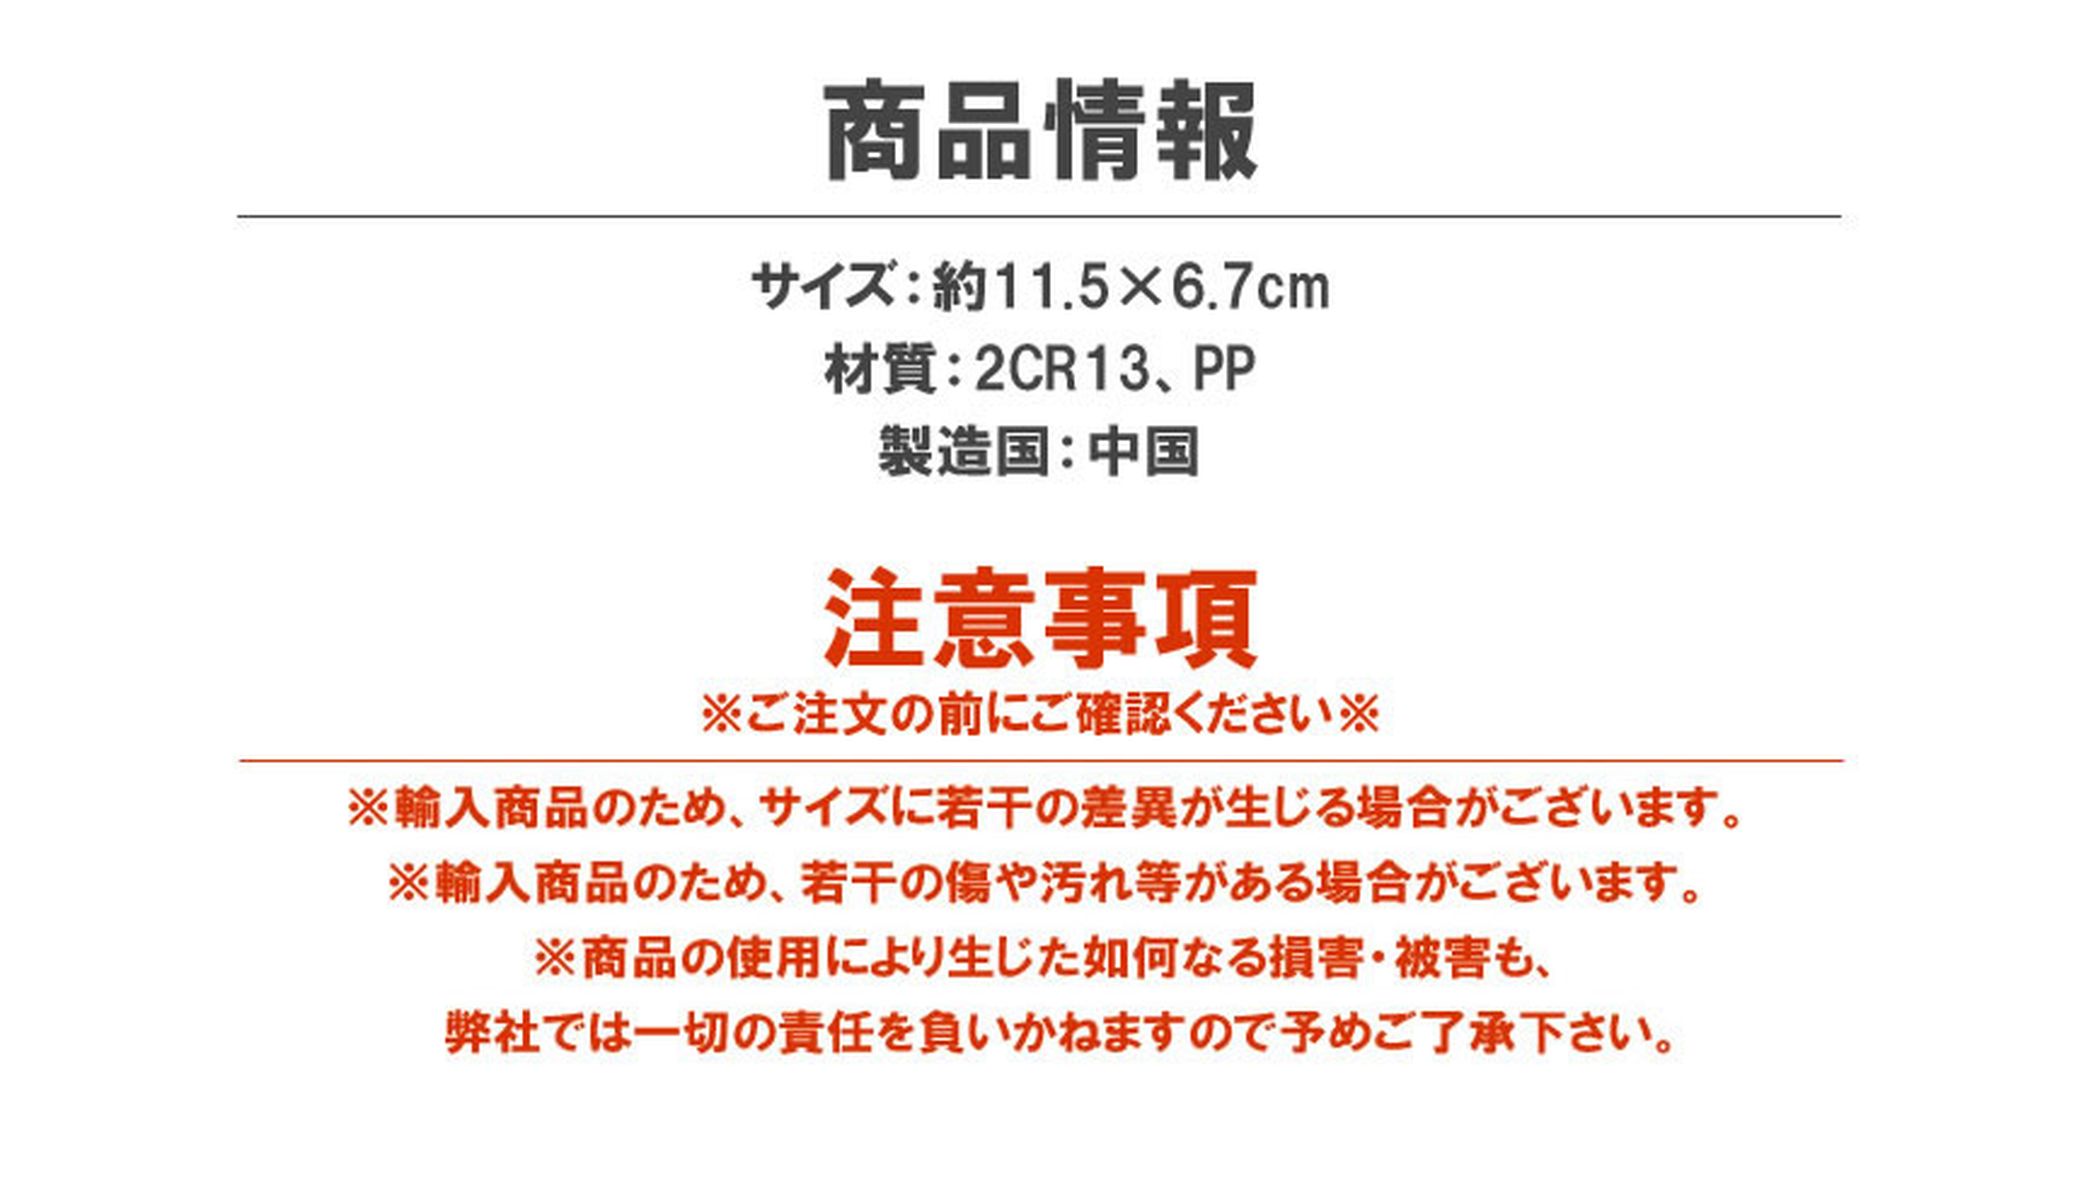 商品情報
サイズ：約11.5×6.7cm
材質：2CR13、PP
製造国：中国
注意事項
※ご注文の前にご確認ください※
※輸入商品のため、サイズに若干の差異が生じる場合がございます。
※輸入商品のため、若干の傷や汚れ等がある場合がございます。
※商品の使用により生じた如何なる損害・被害も、
弊社では一切の責任を負いかねますので予めご了承下さい。